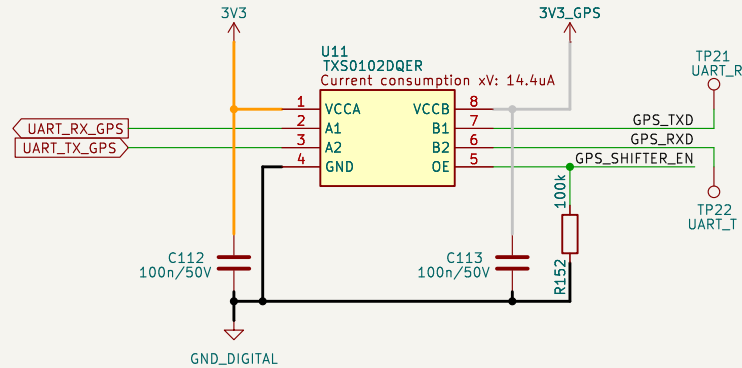 3V3
3V3_GPS
U11
TXS0102DQER
Current consumption xV: 14.4uA
TP21
UART_R
1
VCCA
VCCB
8
UART_RX_GPS
2
A1
B1
7
GPS_TXD
UART_TX_GPS
3
A2
B2
6
GPS_RXD
4
GND
OE
5
GPS_SHIFTER_EN
100k
TP22
UART_T
C112
100n/50V
C113
100n/50V
R152
GND_DIGITAL